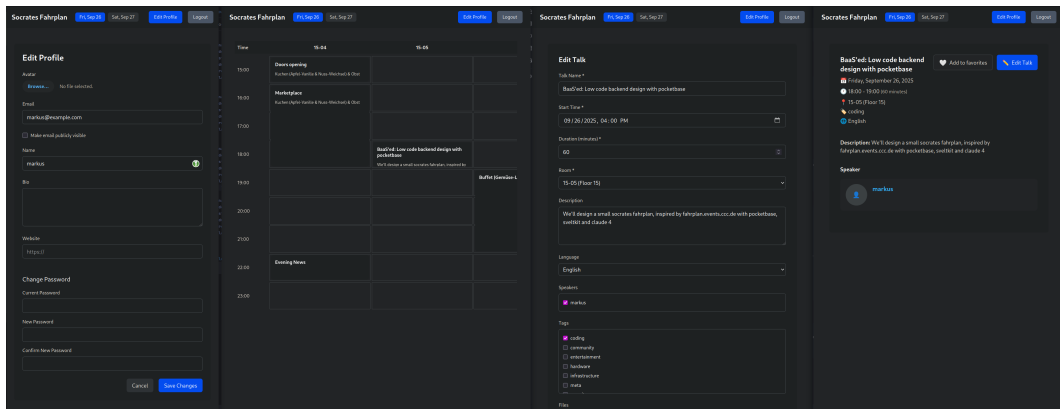 Socrates Fahrplan Fri, Sep 26 Sat, Sep 27 Edit Profile Logout
Edit Profile
Avatar
Browse... No file selected.
Email
markus@example.com
Make email publicly visible
Name
markus
Bio
Website
https://
Change Password
Current Password
New Password
Confirm New Password
Cancel Save Changes
Socrates Fahrplan Fri, Sep 26 Sat, Sep 27 Edit Profile Logout
Time 15-04 15-05
15:00 Doors opening
Kuchen (Apfel-Vanille & Nuss-Weichsel) & Obst
16:00 Marketplace
Kuchen (Apfel-Vanille & Nuss-Weichsel) & Obst
17:00
18:00 BaaS'ed: Low code backend design with
pocketbase
We'll design a small socrates fahrplan, inspired by
19:00 Buffet (Gemüse-L
20:00
21:00
22:00 Evening News
23:00
Socrates Fahrplan Fri, Sep 26 Sat, Sep 27 Edit Profile Logout
Edit Talk
Talk Name *
BaaS'ed: Low code backend design with pocketbase
Start Time *
09/26/2025, 04:00 PM
Duration (minutes) *
60
Room *
15-05 (Floor 15)
Description
We'll design a small socrates fahrplan, inspired by fahrplan.events.ccc.de with pocketbase,
sveltkit and claude 4
Language
English
Speakers
markus
Tags
coding
community
entertainment
hardware
infrastructure
meta
Files
Socrates Fahrplan Fri, Sep 26 Sat, Sep 27 Edit Profile Logout
BaaS'ed: Low code backend
design with pocketbase
Add to favorites Edit Talk
Friday, September 26, 2025
18:00 - 19:00 (60 minutes)
15-05 (Floor 15)
coding
English
Description: We'll design a small socrates fahrplan, inspired by
fahrplan.events.ccc.de with pocketbase, sveltkit and claude 4
Speaker
markus